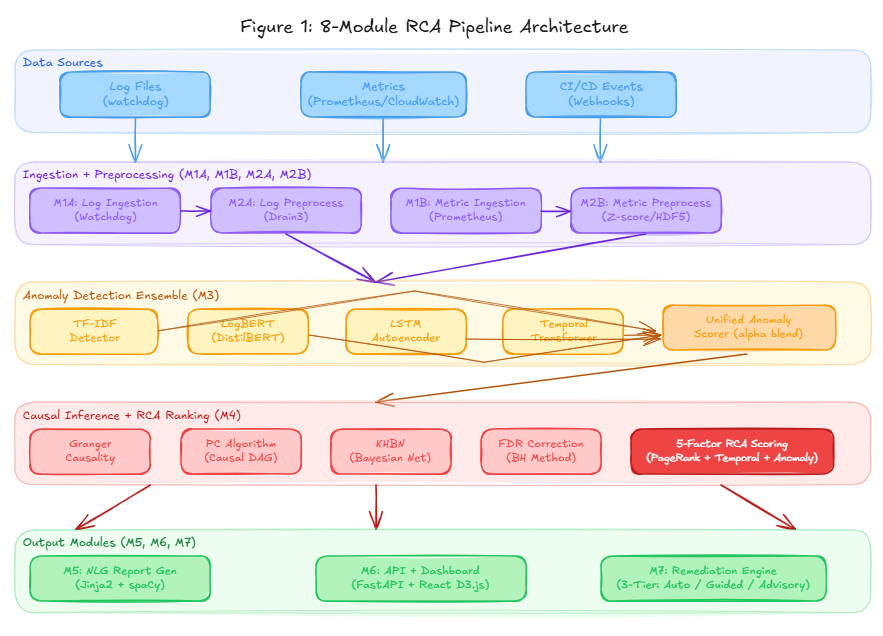 Figure 1: 8-Module RCA Pipeline Architecture
Data Sources
Log Files
(watchdog)
Metrics
(Prometheus/CloudWatch)
CI/CD Events
(Webhooks)
Ingestion + Preprocessing (M1A, M1B, M2A, M2B)
M1A: Log Ingestion
(Watchdog)
M2A: Log Preprocess
(Drain3)
M1B: Metric Ingestion
(Prometheus)
M2B: Metric Preprocess
(Z-score/HDF5)
Anomaly Detection Ensemble (M3)
TF-IDF
Detector
LogBERT
(DistilBERT)
LSTM
Autoencoder
Temporal
Transformer
Unified Anomaly
Scorer (alpha blend)
Causal Inference + RCA Ranking (M4)
Granger
Causality
PC Algorithm
(Causal DAG)
KHBN
(Bayesian Net)
FDR Correction
(BH Method)
5-Factor RCA Scoring
(PageRank + Temporal + Anomaly)
Output Modules (M5, M6, M7)
M5: NLG Report Gen
(Jinja2 + spaCy)
M6: API + Dashboard
(FastAPI + React D3.js)
M7: Remediation Engine
(3-Tier: Auto / Guided / Advisory)